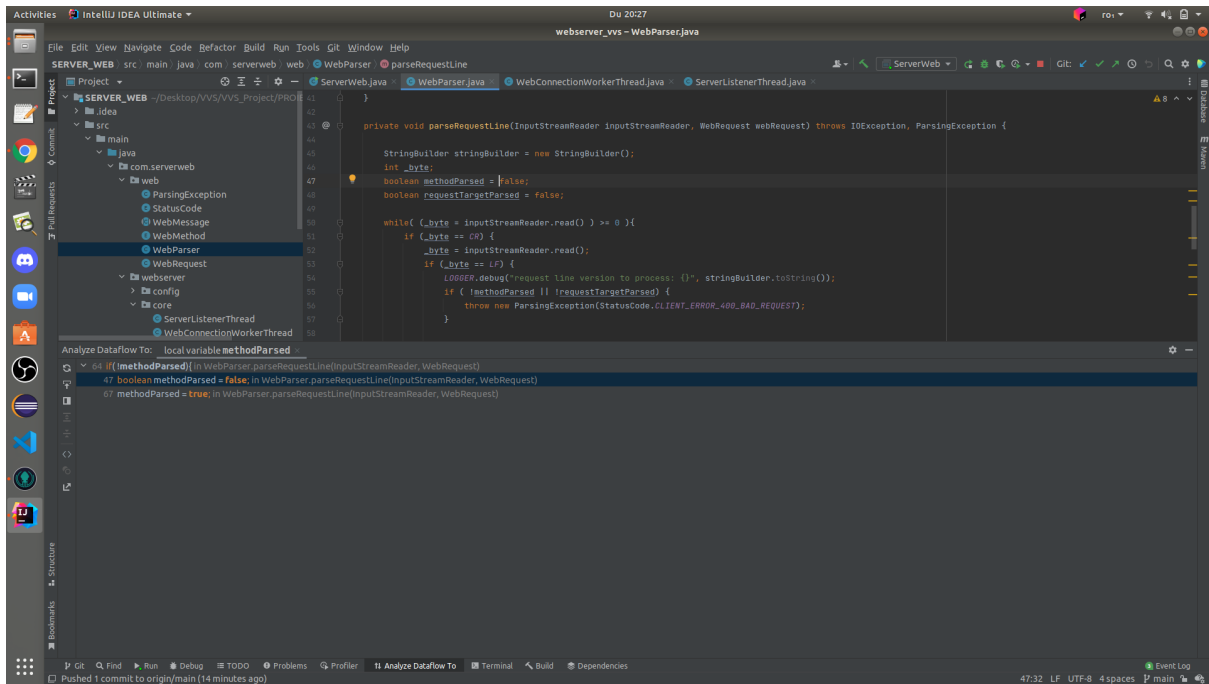 Activities IntelliJ IDEA Ultimate Du 20:27 ro₁
webserver_vvs – WebParser.java
File Edit View Navigate Code Refactor Build Run Tools Git Window Help
SERVER_WEB src main java com serverweb web WebParser parseRequestLine ServerWeb Git:
Project ServerWeb.java WebParser.java WebConnectionWorkerThread.java ServerListenerThread.java
Project
Commit
Pull Requests
Structure
Bookmarks
Database
Maven
SERVER_WEB ~/Desktop/VVS/VVS_Project/PROIE
.idea
src
main
java
com.serverweb
web
ParsingException
StatusCode
WebMessage
WebMethod
WebParser
WebRequest
webserver
config
core
ServerListenerThread
WebConnectionWorkerThread
8
41 }
42
43 @ private void parseRequestLine(InputStreamReader inputStreamReader, WebRequest webRequest) throws IOException, ParsingException {
44
45 StringBuilder stringBuilder = new StringBuilder();
46 int _byte;
47 boolean methodParsed = false;
48 boolean requestTargetParsed = false;
49
50 while( (_byte = inputStreamReader.read() ) >= 0 ){
51 if (_byte == CR) {
52 _byte = inputStreamReader.read();
53 if (_byte == LF) {
54 LOGGER.debug("request line version to process: {}", stringBuilder.toString());
55 if ( !methodParsed || !requestTargetParsed) {
56 throw new ParsingException(StatusCode.CLIENT_ERROR_400_BAD_REQUEST);
57 }
58
Analyze Dataflow To: local variable methodParsed
64 if(!methodParsed){ in WebParser.parseRequestLine(InputStreamReader, WebRequest)
47 boolean methodParsed = false; in WebParser.parseRequestLine(InputStreamReader, WebRequest)
67 methodParsed = true; in WebParser.parseRequestLine(InputStreamReader, WebRequest)
Git Find Run Debug TODO Problems Profiler Analyze Dataflow To Terminal Build Dependencies Event Log
Pushed 1 commit to origin/main (14 minutes ago) 47:32 LF UTF-8 4 spaces main